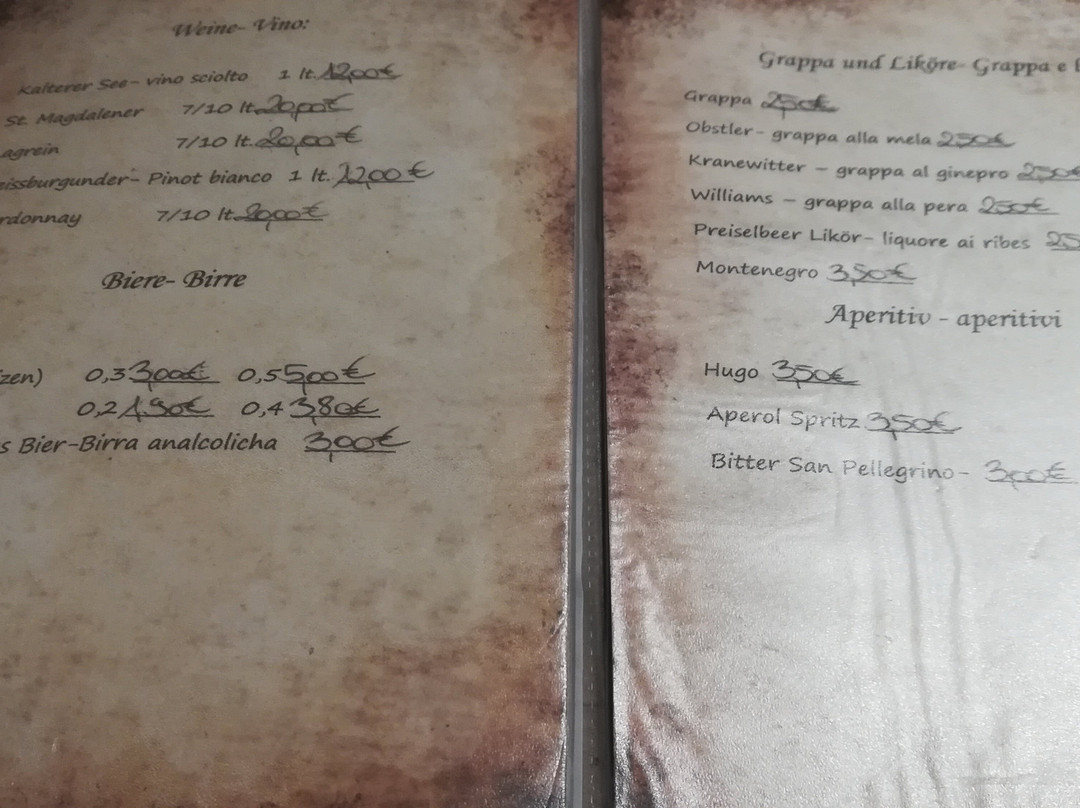 Weine- Vino:
Kalterer See- vino sciolto 1 lt. 12,00€
St. Magdalener 7/10 lt. 20,00€
agrein 7/10 lt. 20,00€
eissburgunder- Pinot bianco 1 lt. 12,00€
rdonnay 7/10 lt. 20,00€
Biere- Birre
zen) 0,3 3,00€ 0,5 5,00€
0,2 1,90€ 0,4 3,80€
s Bier-Birra analcolicha 3,00€
Grappa und Liköre- Grappa e l
Grappa 2,50€
Obstler- grappa alla mela 2,50€
Kranewitter – grappa al ginepro 2,50€
Williams – grappa alla pera 2,50€
Preiselbeer Likör- liquore ai ribes 2,5
Montenegro 3,50€
Aperitiv - aperitivi
Hugo 3,50€
Aperol Spritz 3,50€
Bitter San Pellegrino- 3,00€